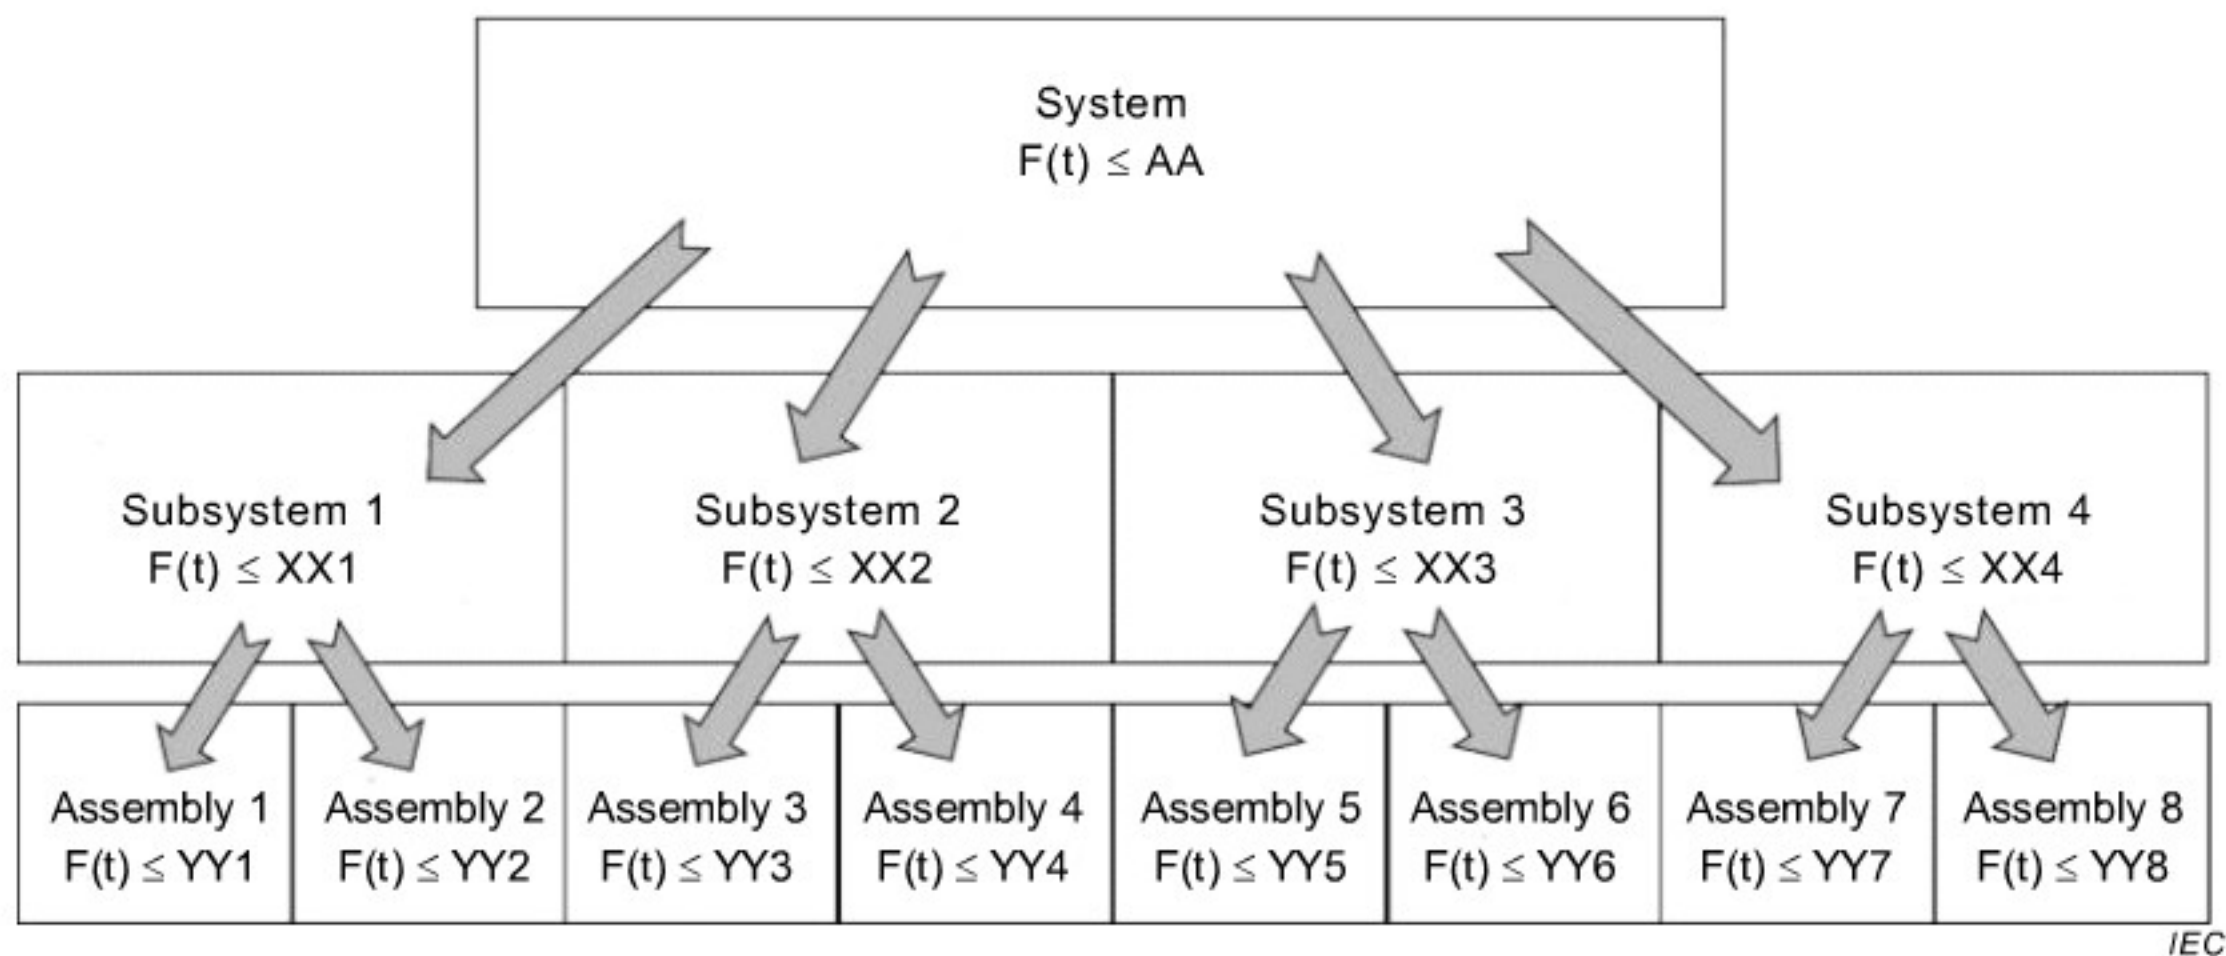 System
F(t) ≤ AA
Subsystem 1
F(t) ≤ XX1
Subsystem 2
F(t) ≤ XX2
Subsystem 3
F(t) ≤ XX3
Subsystem 4
F(t) ≤ XX4
Assembly 1
F(t) ≤ YY1
Assembly 2
F(t) ≤ YY2
Assembly 3
F(t) ≤ YY3
Assembly 4
F(t) ≤ YY4
Assembly 5
F(t) ≤ YY5
Assembly 6
F(t) ≤ YY6
Assembly 7
F(t) ≤ YY7
Assembly 8
F(t) ≤ YY8
IEC